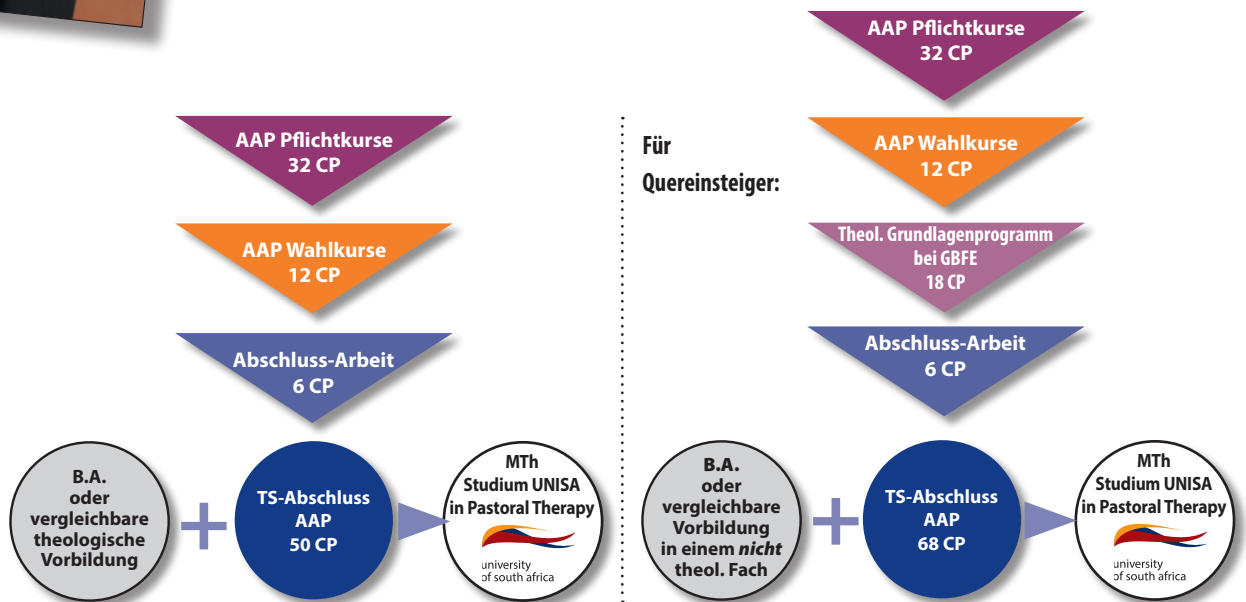 AAP Pflichtkurse
32 CP
AAP Wahlkurse
12 CP
Abschluss-Arbeit
6 CP
B.A.
oder
vergleichbare
theologische
Vorbildung
+
TS-Abschluss
AAP
50 CP
MTh
Studium UNISA
in Pastoral Therapy
university
of south africa
Für
Quereinsteiger:
AAP Pflichtkurse
32 CP
AAP Wahlkurse
12 CP
Theol. Grundlagenprogramm
bei GBFE
18 CP
Abschluss-Arbeit
6 CP
B.A.
oder
vergleichbare
Vorbildung
in einem nicht
theol. Fach
+
TS-Abschluss
AAP
68 CP
MTh
Studium UNISA
in Pastoral Therapy
university
of south africa